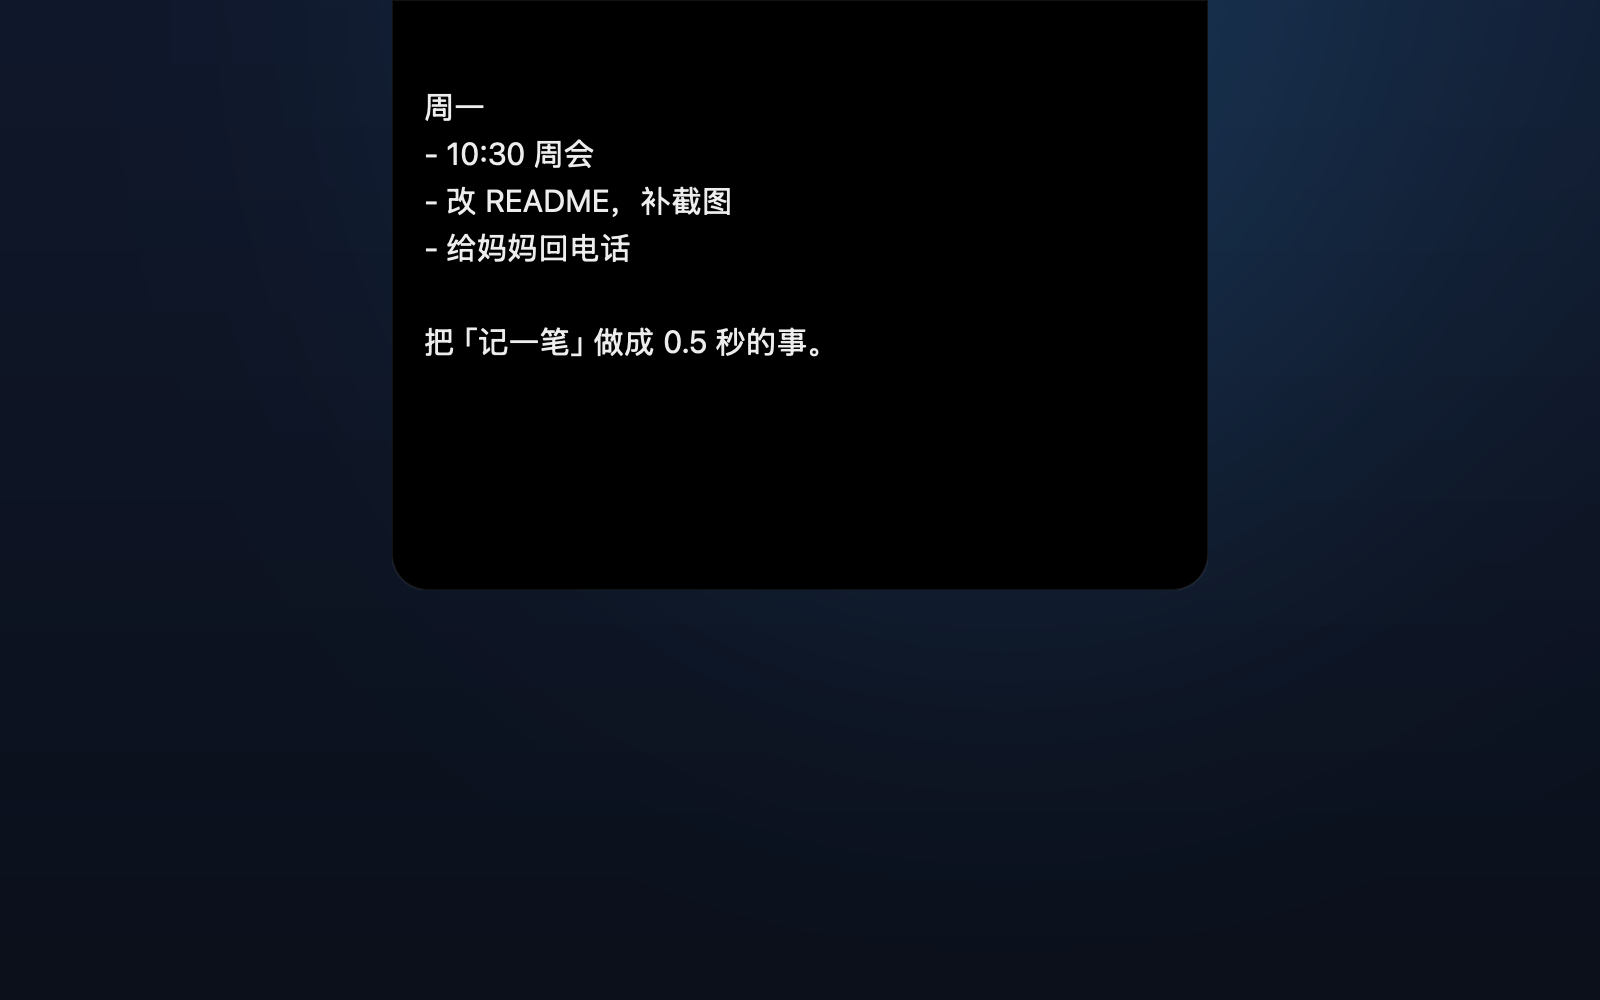 周一
- 10:30 周会
- 改 README，补截图
- 给妈妈回电话
把「记一笔」做成 0.5 秒的事。